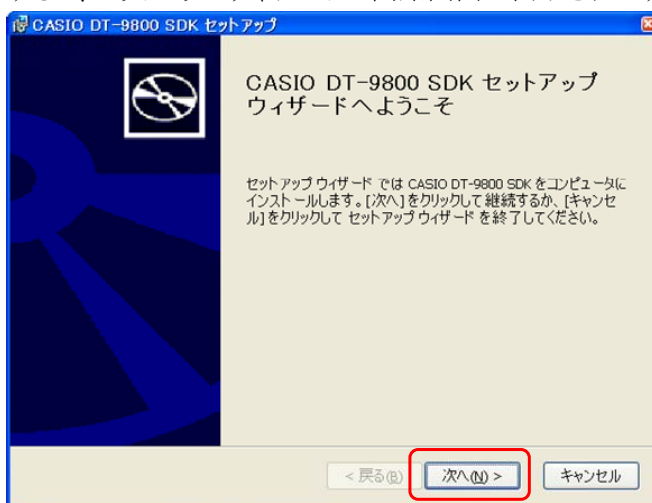 CASIO DT-9800 SDK セットアップ
CASIO DT-9800 SDK セットアップ
ウィザードへようこそ
セットアップ ウィザード では CASIO DT-9800 SDK をコンピュータに
インストールします。[次へ] をクリックして継続するか、[キャンセ
ル] をクリックして セットアップ ウィザード を終了してください。
< 戻る(B)
次へ(N) >
キャンセル